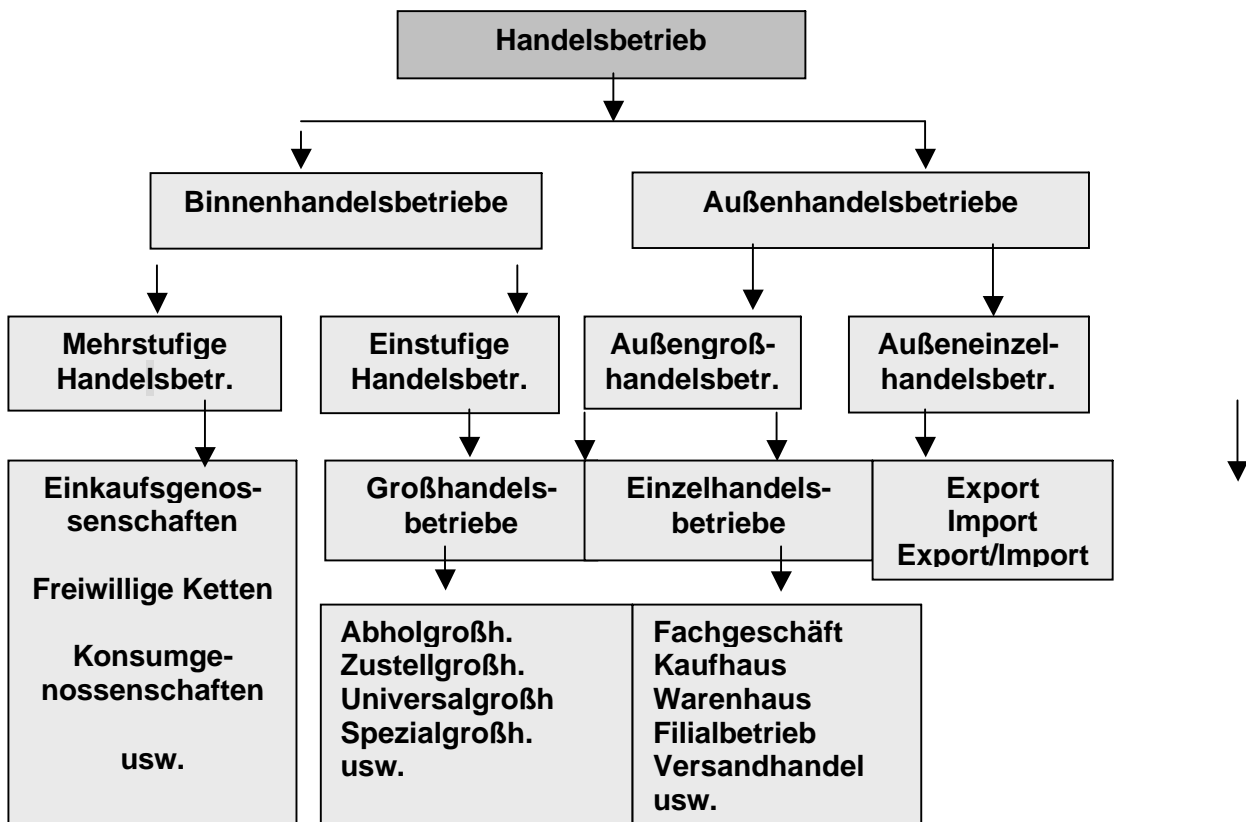 Handelsbetrieb
Binnenhandelsbetriebe
Außenhandelsbetriebe
Mehrstufige
Handelsbetr.
Einstufige
Handelsbetr.
Außengroß-
handelsbetr.
Außeneinzel-
handelsbetr.
Einkaufsgenos-
senschaften
Freiwillige Ketten
Konsumge-
nossenschaften
usw.
Großhandels-
betriebe
Einzelhandels-
betriebe
Export
Import
Export/Import
Abholgroßh.
Zustellgroßh.
Universalgroßh
Spezialgroßh.
usw.
Fachgeschäft
Kaufhaus
Warenhaus
Filialbetrieb
Versandhandel
usw.